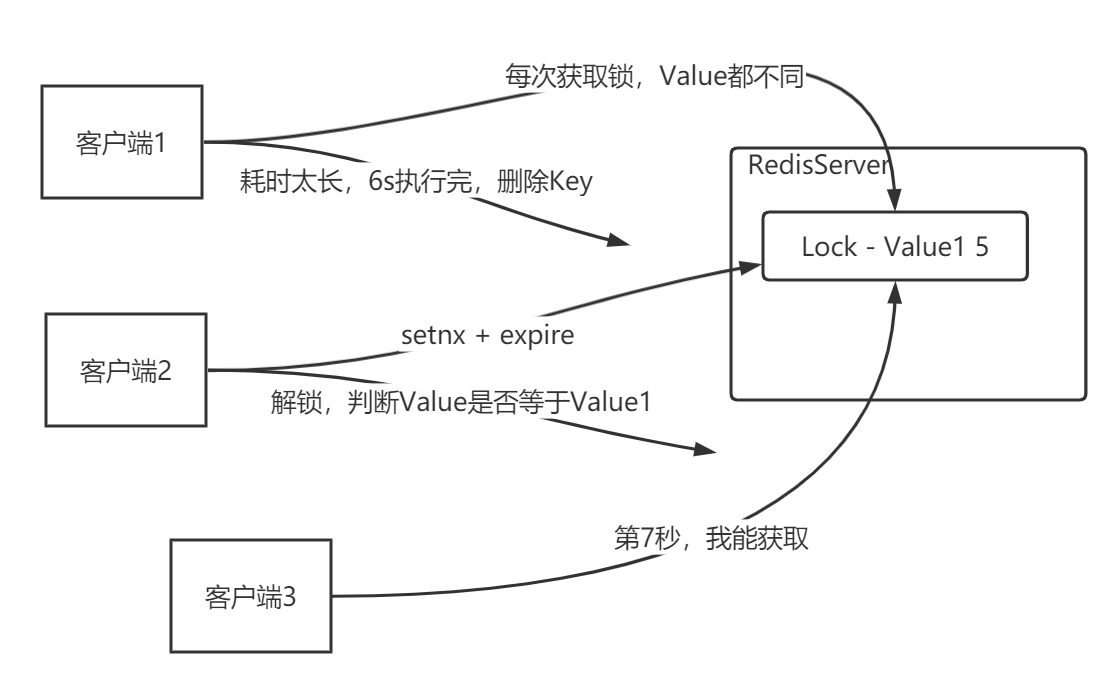 每次获取锁，Value都不同
客户端1
RedisServer
耗时太长，6s执行完，删除Key
Lock - Value1 5
setnx + expire
客户端2
解锁，判断Value是否等于Value1
第7秒，我能获取
客户端3